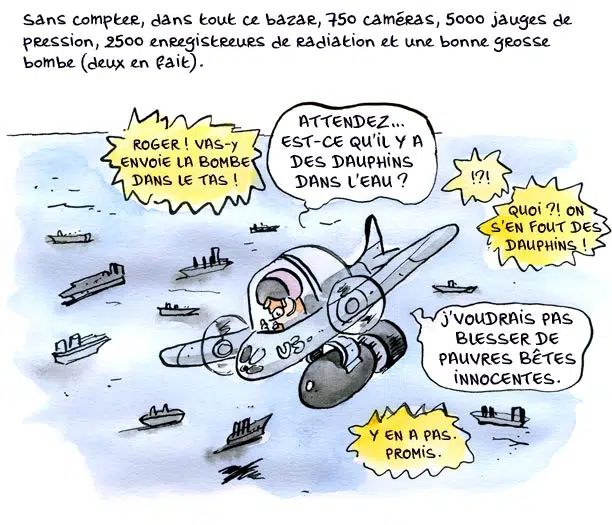 Sans compter, dans tout ce bazar, 750 caméras, 5000 jauges de
pression, 2500 enregistreurs de radiation et une bonne grosse
bombe (deux en fait).
ROGER ! VAS-Y
ENVOIE LA BOMBE
DANS LE TAS !
ATTENDEZ...
EST-CE QU'IL Y A
DES DAUPHINS
DANS L'EAU ?
!?!
QUOI ?! ON
S'EN FOUT DES
DAUPHINS !
J'VOUDRAIS PAS
BLESSER DE
PAUVRES BÊTES
INNOCENTES.
Y EN A PAS.
PROMIS.